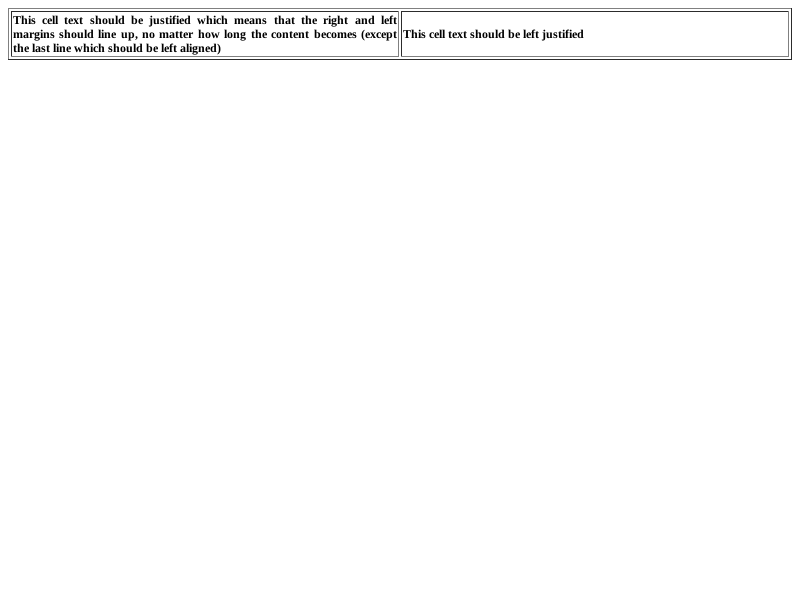 This cell text should be justified which means that the right and left
margins should line up, no matter how long the content becomes (except
the last line which should be left aligned)
This cell text should be left justified